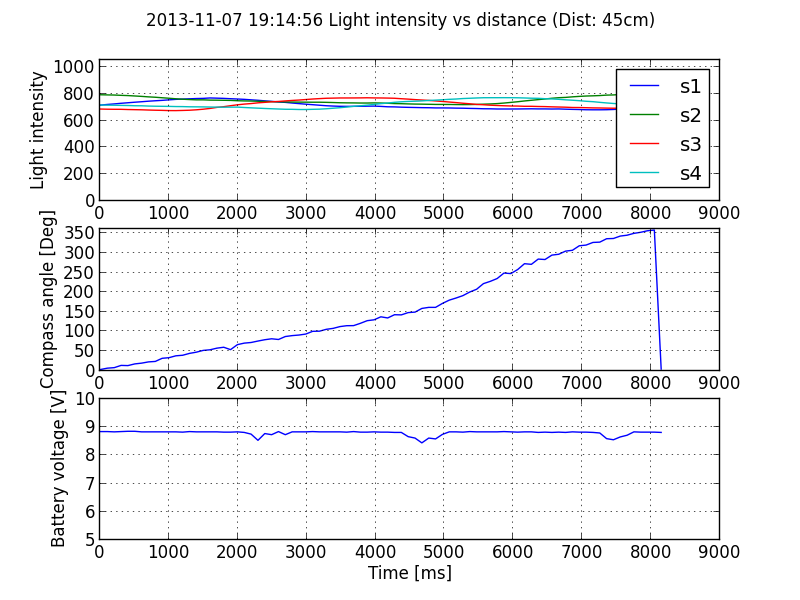 2013-11-07 19:14:56 Light intensity vs distance (Dist: 45cm)
Light intensity
1000
800
600
400
200
0
s1
s2
s3
s4
0 1000 2000 3000 4000 5000 6000 7000 8000 9000
Compass angle [Deg]
350
300
250
200
150
100
50
0
0 1000 2000 3000 4000 5000 6000 7000 8000 9000
Battery voltage [V]
10
9
8
7
6
5
0 1000 2000 3000 4000 5000 6000 7000 8000 9000
Time [ms]